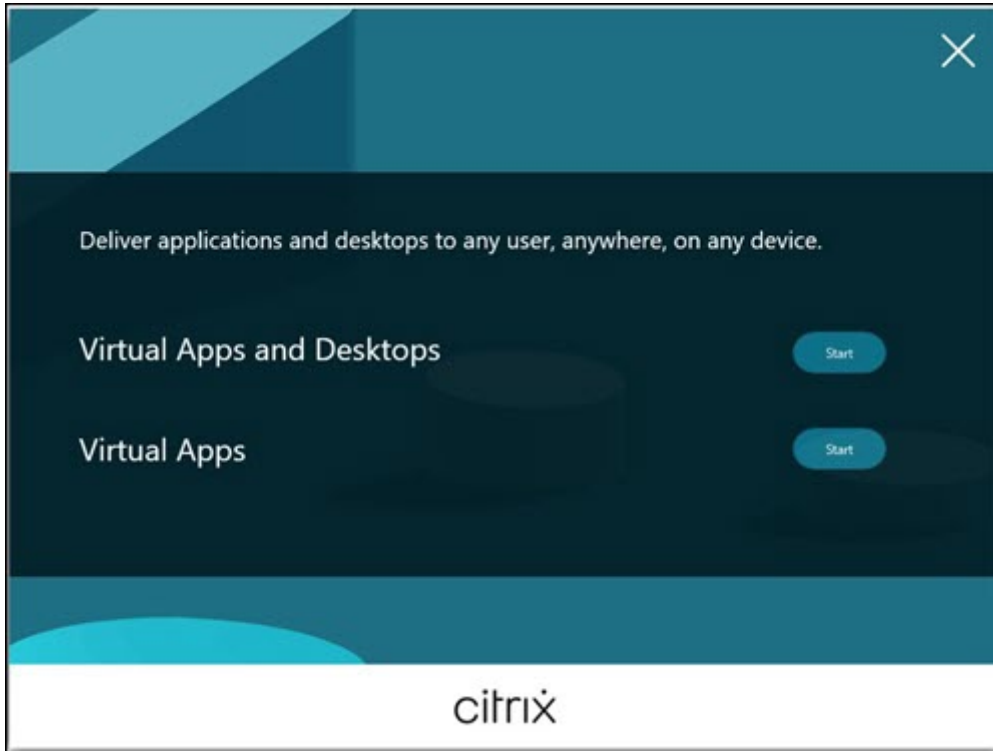 Deliver applications and desktops to any user, anywhere, on any device.
Virtual Apps and Desktops
Start
Virtual Apps
Start
citrix